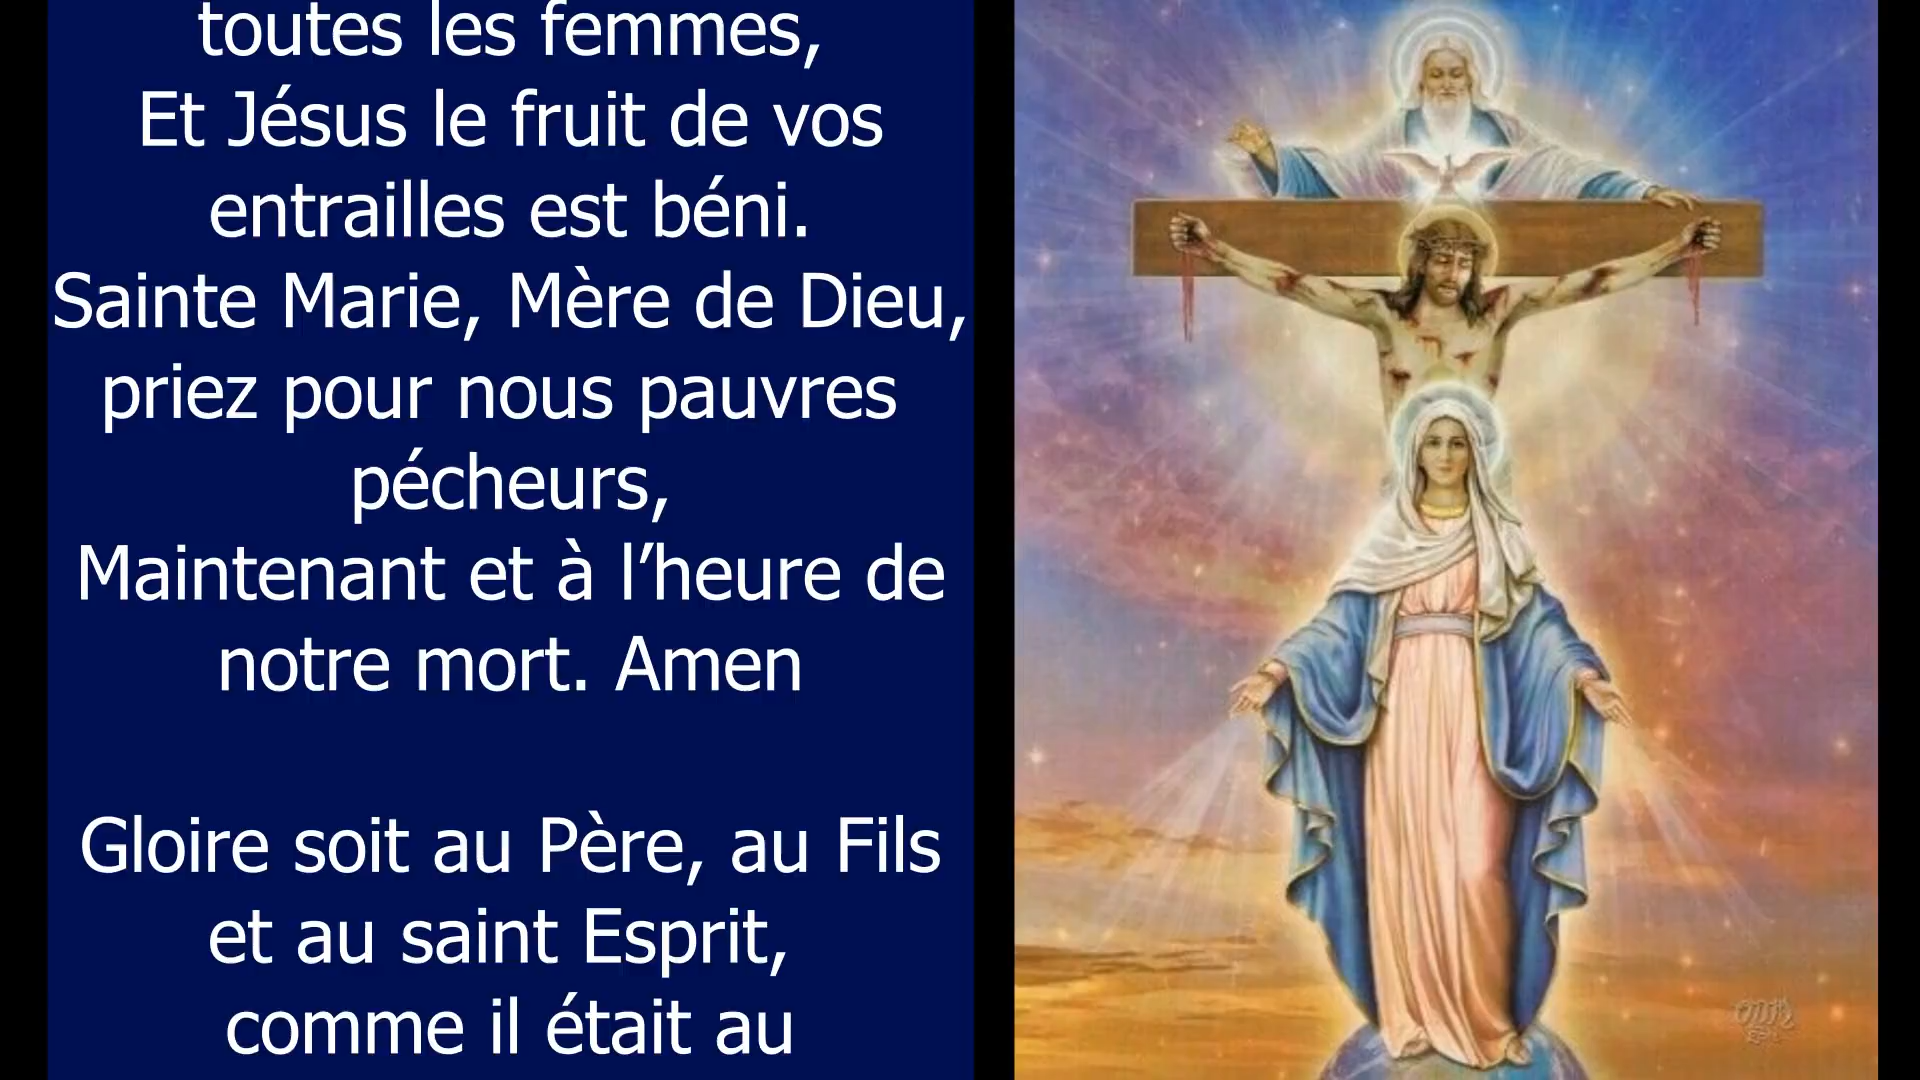 toutes les femmes,
Et Jésus le fruit de vos
entrailles est béni.
Sainte Marie, Mère de Dieu,
priez pour nous pauvres
pécheurs,
Maintenant et à l’heure de
notre mort. Amen
Gloire soit au Père, au Fils
et au saint Esprit,
comme il était au